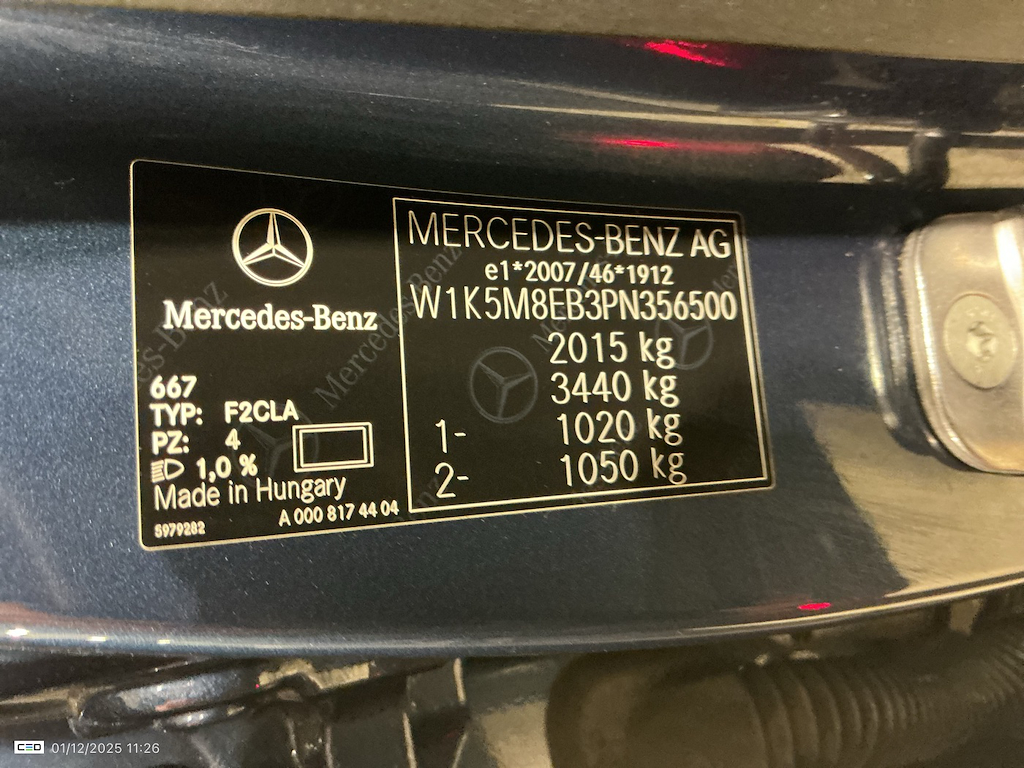 Mercedes-Benz
667
TYP: F2CLA
PZ: 4
1,0 %
Made in Hungary
5979282
A 000 817 44 04
MERCEDES-BENZ AG
e1*2007/46*1912
W1K5M8EB3PN356500
2015 kg
3440 kg
1- 1020 kg
2- 1050 kg
CEO 01/12/2025 11:26